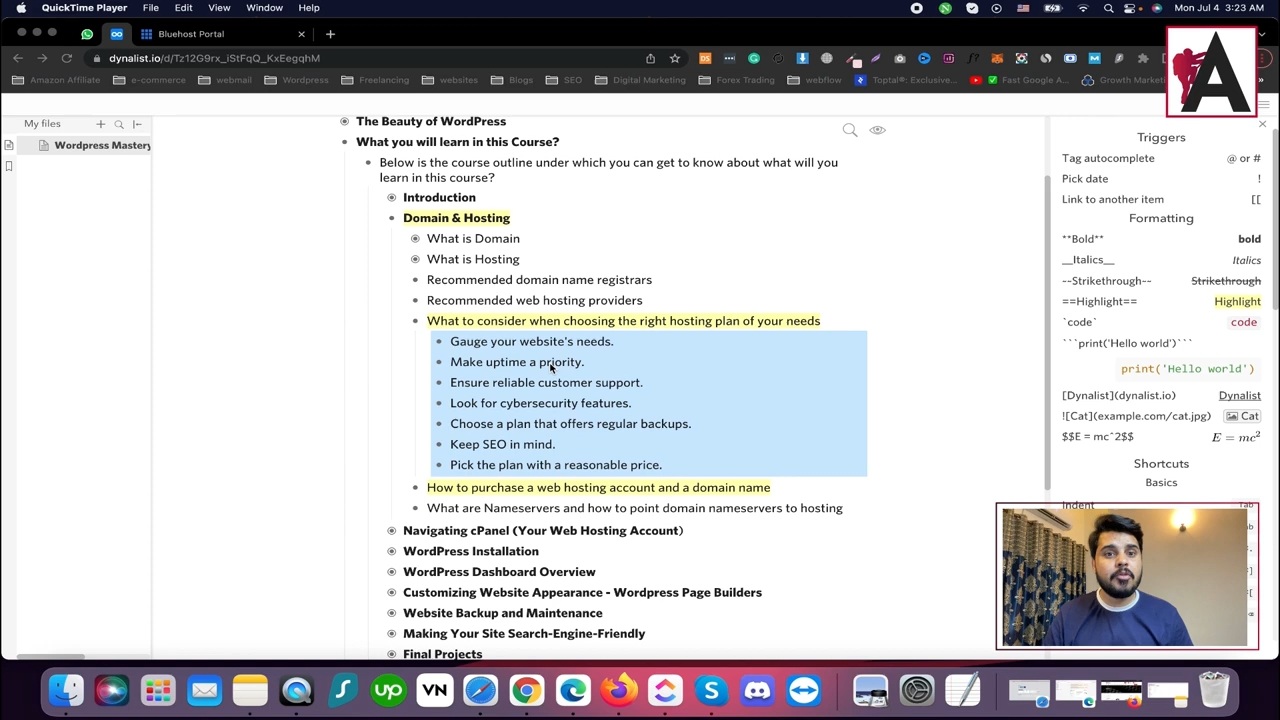 QuickTime Player File Edit View Window Help Mon Jul 4 3:23 AM
Bluehost Portal
dynalist.io/d/Tz12G9rx_iStFqQ_KxEegqhM
Amazon Affiliate e-commerce webmail Wordpress Freelancing websites Blogs SEO Digital Marketing Forex Trading webflow Toptal®: Exclusive... Fast Google A... Growth Market
A
My files
Wordpress Mastery
The Beauty of WordPress
What you will learn in this Course?
Below is the course outline under which you can get to know about what will you
learn in this course?
Introduction
Domain & Hosting
What is Domain
What is Hosting
Recommended domain name registrars
Recommended web hosting providers
What to consider when choosing the right hosting plan of your needs
Gauge your website's needs.
Make uptime a priority.
Ensure reliable customer support.
Look for cybersecurity features.
Choose a plan that offers regular backups.
Keep SEO in mind.
Pick the plan with a reasonable price.
How to purchase a web hosting account and a domain name
What are Nameservers and how to point domain nameservers to hosting
Navigating cPanel (Your Web Hosting Account)
WordPress Installation
WordPress Dashboard Overview
Customizing Website Appearance - Wordpress Page Builders
Website Backup and Maintenance
Making Your Site Search-Engine-Friendly
Final Projects
Triggers
Tag autocomplete @ or #
Pick date !
Link to another item [[
Formatting
**Bold** bold
__Italics__ Italics
~~Strikethrough~~ Strikethrough
==Highlight== Highlight
`code` code
```print('Hello world')```
print('Hello world')
[Dynalist](dynalist.io) Dynalist
![Cat](example.com/cat.jpg) Cat
$$E = mc^2$$ E = mc²
Shortcuts
Basics
Indent Tab
up VN